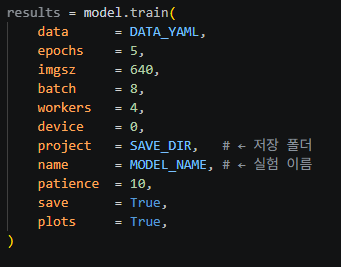 results = model.train(
    data      = DATA_YAML,
    epochs    = 5,
    imgsz     = 640,
    batch     = 8,
    workers   = 4,
    device    = 0,
    project   = SAVE_DIR,   # ← 저장 폴더
    name      = MODEL_NAME, # ← 실험 이름
    patience  = 10,
    save      = True,
    plots     = True,
)